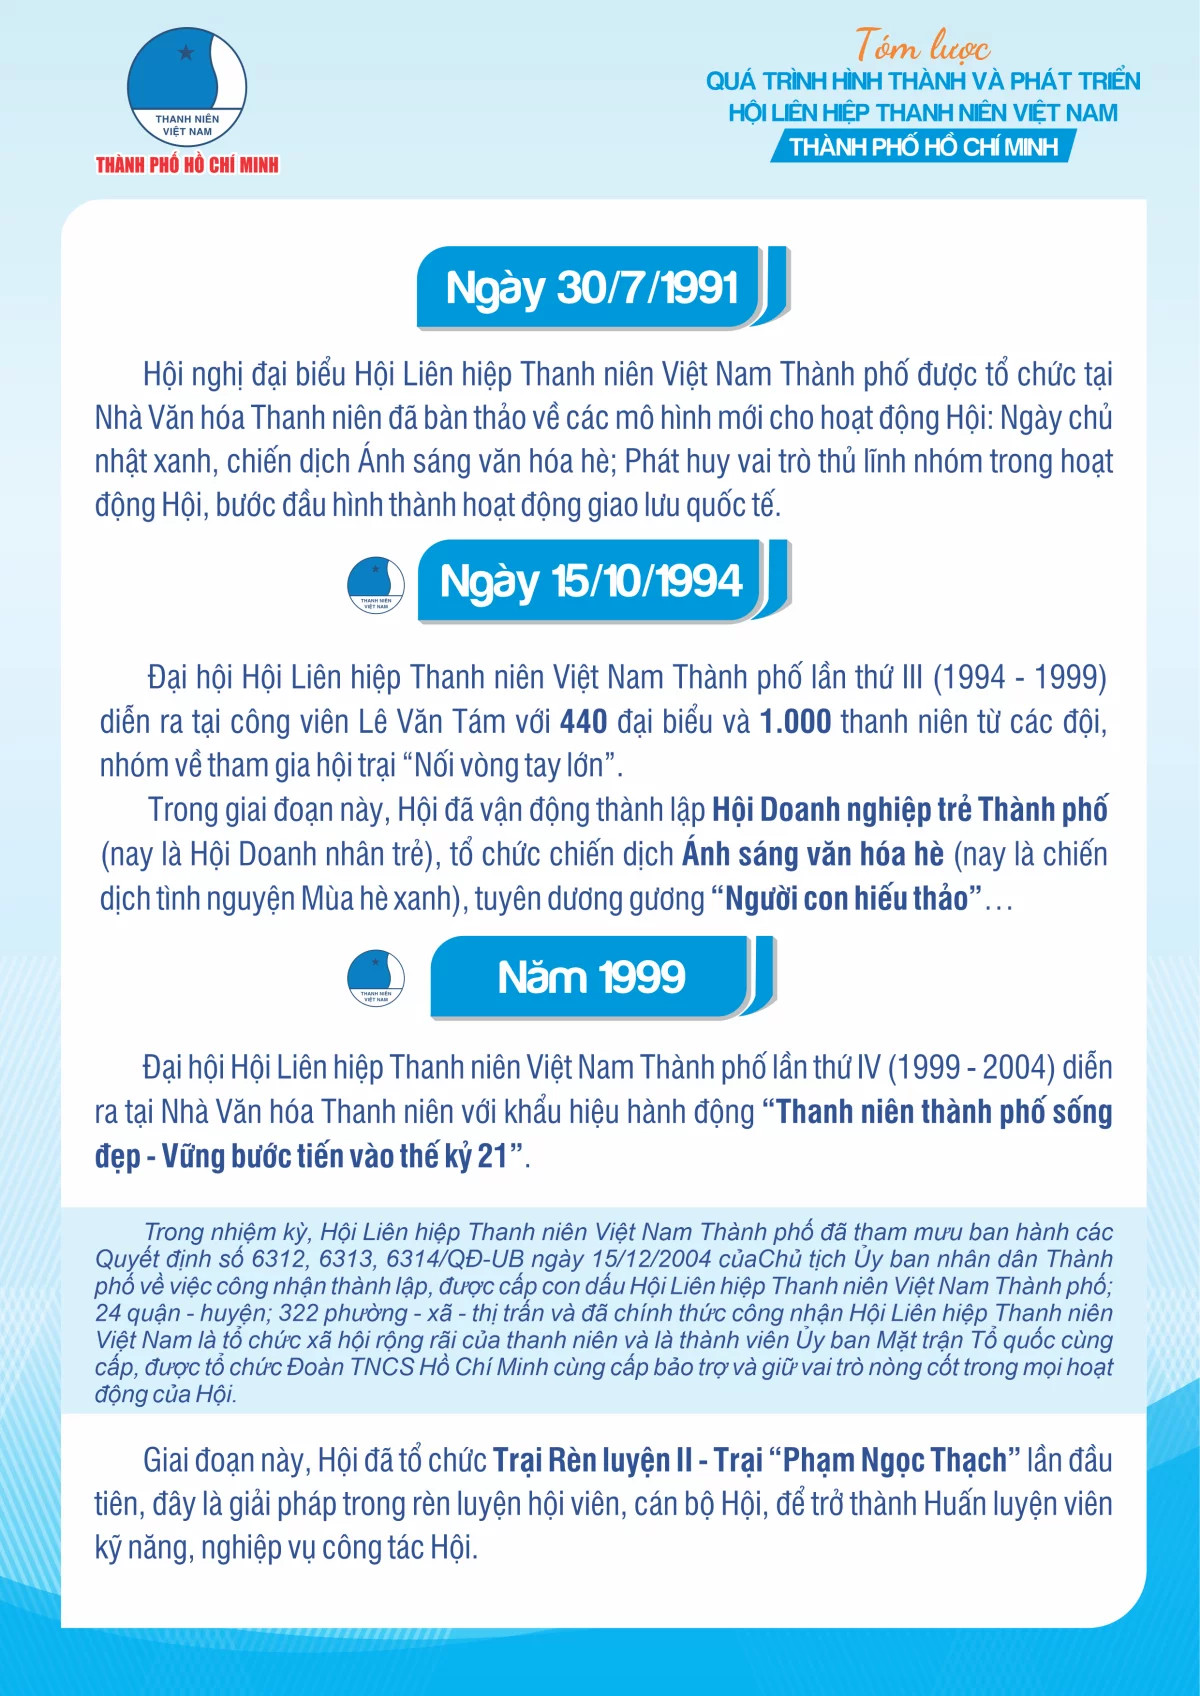 THANH NIÊN
VIỆT NAM
THÀNH PHỐ HỒ CHÍ MINH
Tóm lược
QUÁ TRÌNH HÌNH THÀNH VÀ PHÁT TRIỂN
HỘI LIÊN HIỆP THANH NIÊN VIỆT NAM
THÀNH PHỐ HỒ CHÍ MINH
Ngày 30/7/1991
Hội nghị đại biểu Hội Liên hiệp Thanh niên Việt Nam Thành phố được tổ chức tại
Nhà Văn hóa Thanh niên đã bàn thảo về các mô hình mới cho hoạt động Hội: Ngày chủ
nhật xanh, chiến dịch Ánh sáng văn hóa hè; Phát huy vai trò thủ lĩnh nhóm trong hoạt
động Hội, bước đầu hình thành hoạt động giao lưu quốc tế.
THANH NIÊN
VIỆT NAM
Ngày 15/10/1994
Đại hội Hội Liên hiệp Thanh niên Việt Nam Thành phố lần thứ III (1994 - 1999)
diễn ra tại công viên Lê Văn Tám với 440 đại biểu và 1.000 thanh niên từ các đội,
nhóm về tham gia hội trại “Nối vòng tay lớn”.
Trong giai đoạn này, Hội đã vận động thành lập Hội Doanh nghiệp trẻ Thành phố
(nay là Hội Doanh nhân trẻ), tổ chức chiến dịch Ánh sáng văn hóa hè (nay là chiến
dịch tình nguyện Mùa hè xanh), tuyên dương gương “Người con hiếu thảo”…
THANH NIÊN
VIỆT NAM
Năm 1999
Đại hội Hội Liên hiệp Thanh niên Việt Nam Thành phố lần thứ IV (1999 - 2004) diễn
ra tại Nhà Văn hóa Thanh niên với khẩu hiệu hành động “Thanh niên thành phố sống
đẹp - Vững bước tiến vào thế kỷ 21”.
Trong nhiệm kỳ, Hội Liên hiệp Thanh niên Việt Nam Thành phố đã tham mưu ban hành các
Quyết định số 6312, 6313, 6314/QĐ-UB ngày 15/12/2004 củaChủ tịch Ủy ban nhân dân Thành
phố về việc công nhận thành lập, được cấp con dấu Hội Liên hiệp Thanh niên Việt Nam Thành phố;
24 quận - huyện; 322 phường - xã - thị trấn và đã chính thức công nhận Hội Liên hiệp Thanh niên
Việt Nam là tổ chức xã hội rộng rãi của thanh niên và là thành viên Ủy ban Mặt trận Tổ quốc cùng
cấp, được tổ chức Đoàn TNCS Hồ Chí Minh cùng cấp bảo trợ và giữ vai trò nòng cốt trong mọi hoạt
động của Hội.
Giai đoạn này, Hội đã tổ chức Trại Rèn luyện II - Trại “Phạm Ngọc Thạch” lần đầu
tiên, đây là giải pháp trong rèn luyện hội viên, cán bộ Hội, để trở thành Huấn luyện viên
kỹ năng, nghiệp vụ công tác Hội.